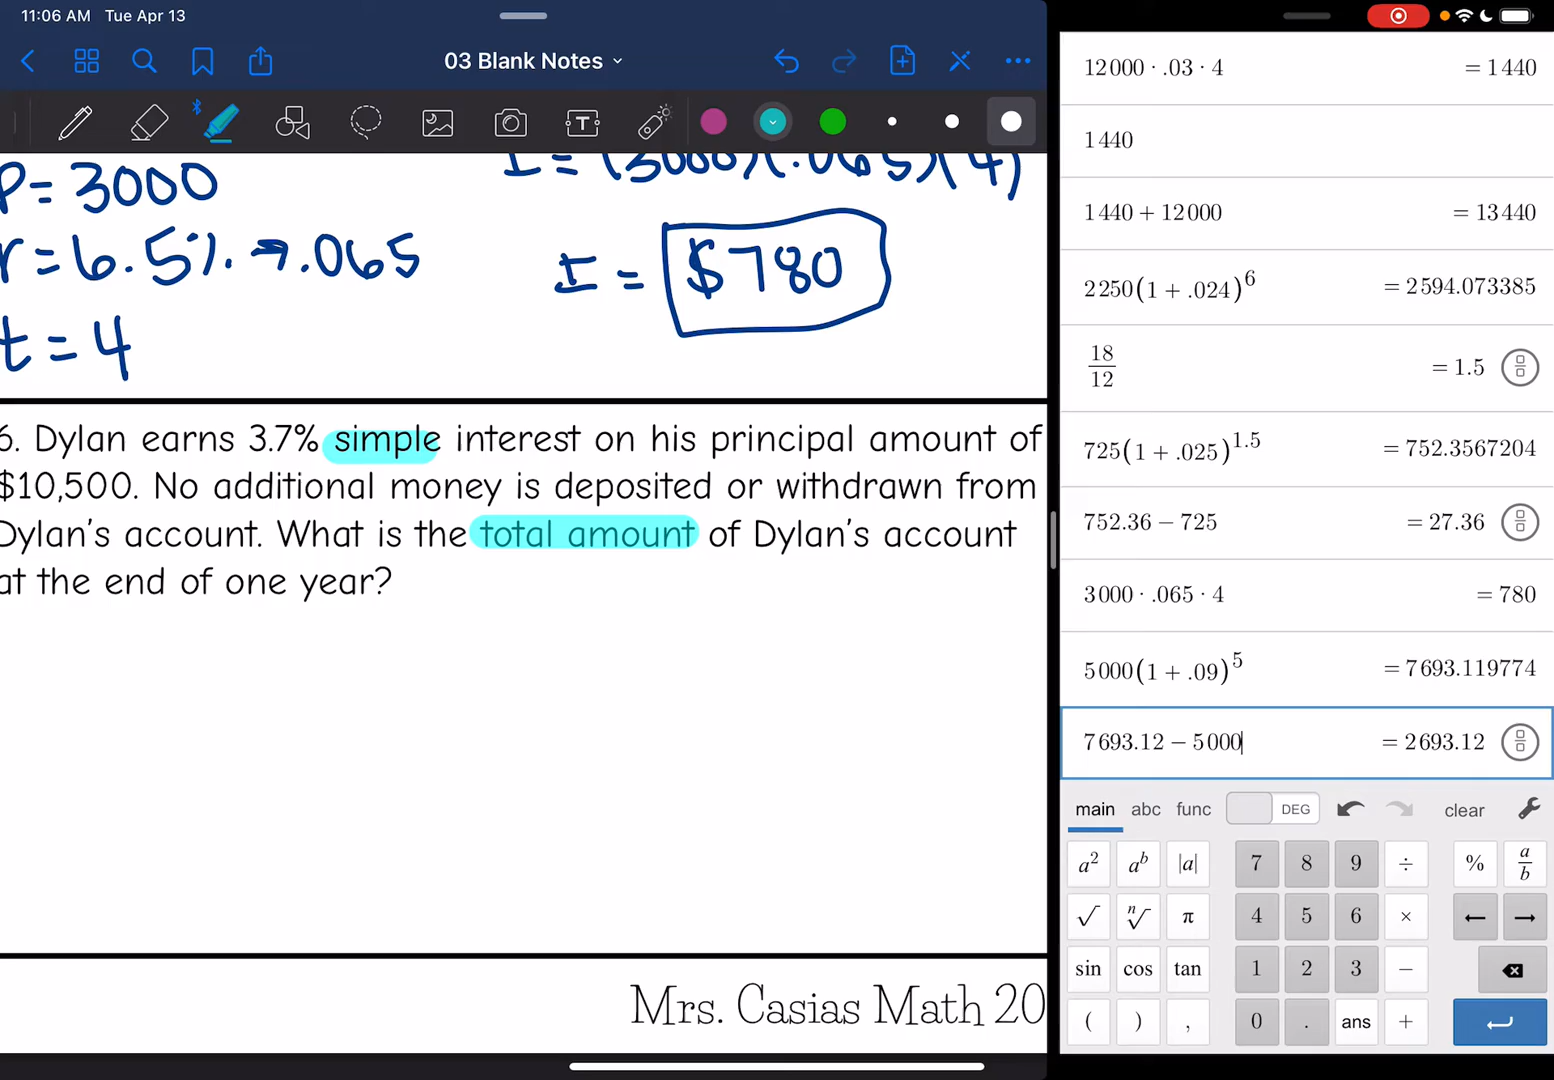 11:06 AM Tue Apr 13
03 Blank Notes
T
I = (3000)(.065)(4)
P= 3000
r = 6.5% → .065
I = $780
t = 4
6. Dylan earns 3.7% simple interest on his principal amount of
$10,500. No additional money is deposited or withdrawn from
Dylan's account. What is the total amount of Dylan's account
at the end of one year?
Mrs. Casias Math 20
12000 · .03 · 4 = 1440
1440
1440 + 12000 = 13440
2250(1 + .024)^6 = 2594.073385
18/12 = 1.5
725(1 + .025)^1.5 = 752.3567204
752.36 − 725 = 27.36
3000 · .065 · 4 = 780
5000(1 + .09)^5 = 7693.119774
7693.12 − 5000 = 2693.12
main abc func DEG clear
a² a^b |a| 7 8 9 ÷ % a/b
√ ⁿ√ π 4 5 6 × ← →
sin cos tan 1 2 3 −
( ) , 0 . ans +